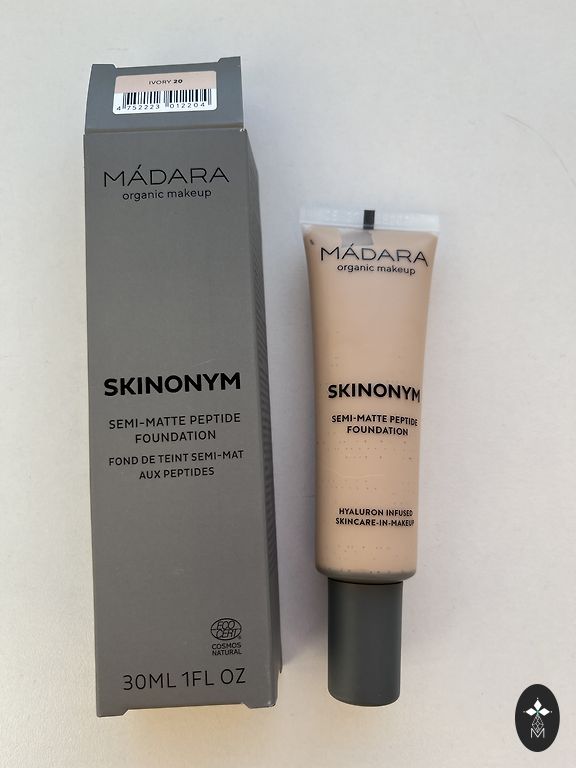 IVORY 20
4 752223 012204
MÁDARA
organic makeup
SKINONYM
SEMI-MATTE PEPTIDE
FOUNDATION
FOND DE TEINT SEMI-MAT
AUX PEPTIDES
ECO
CERT
COSMOS
NATURAL
30ML 1FL OZ
MÁDARA
organic makeup
SKINONYM
SEMI-MATTE PEPTIDE
FOUNDATION
HYALURON INFUSED
SKINCARE-IN-MAKEUP
M